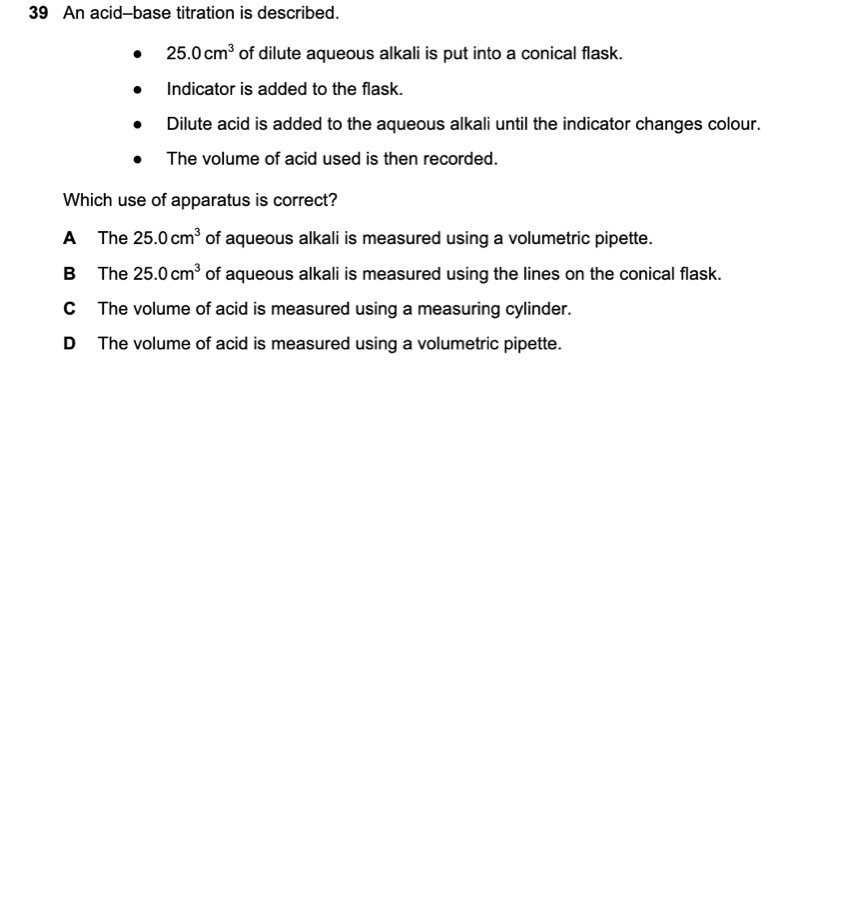 39 An acid–base titration is described.
• 25.0 cm³ of dilute aqueous alkali is put into a conical flask.
• Indicator is added to the flask.
• Dilute acid is added to the aqueous alkali until the indicator changes colour.
• The volume of acid used is then recorded.
Which use of apparatus is correct?
A The 25.0 cm³ of aqueous alkali is measured using a volumetric pipette.
B The 25.0 cm³ of aqueous alkali is measured using the lines on the conical flask.
C The volume of acid is measured using a measuring cylinder.
D The volume of acid is measured using a volumetric pipette.